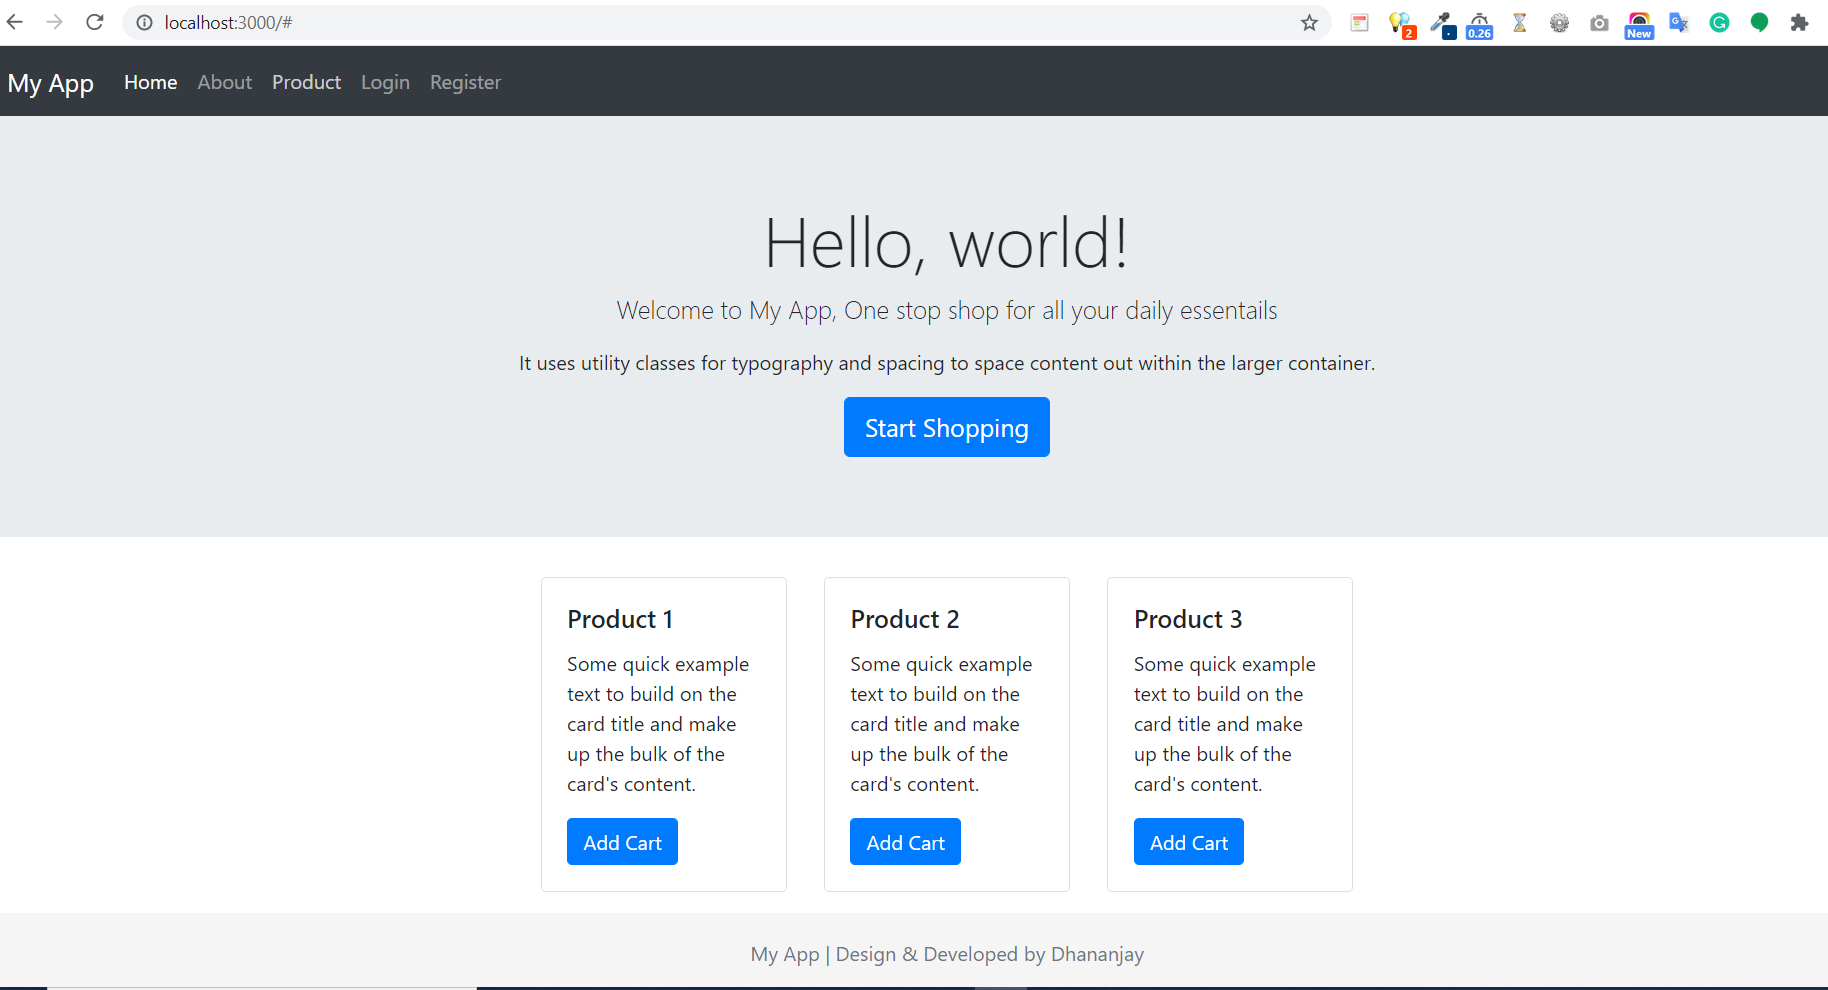 localhost:3000/#
2
0.26
New
G
My App Home About Product Login Register
Hello, world!
Welcome to My App, One stop shop for all your daily essentails
It uses utility classes for typography and spacing to space content out within the larger container.
Start Shopping
Product 1
Some quick example
text to build on the
card title and make
up the bulk of the
card's content.
Add Cart
Product 2
Some quick example
text to build on the
card title and make
up the bulk of the
card's content.
Add Cart
Product 3
Some quick example
text to build on the
card title and make
up the bulk of the
card's content.
Add Cart
My App | Design & Developed by Dhananjay